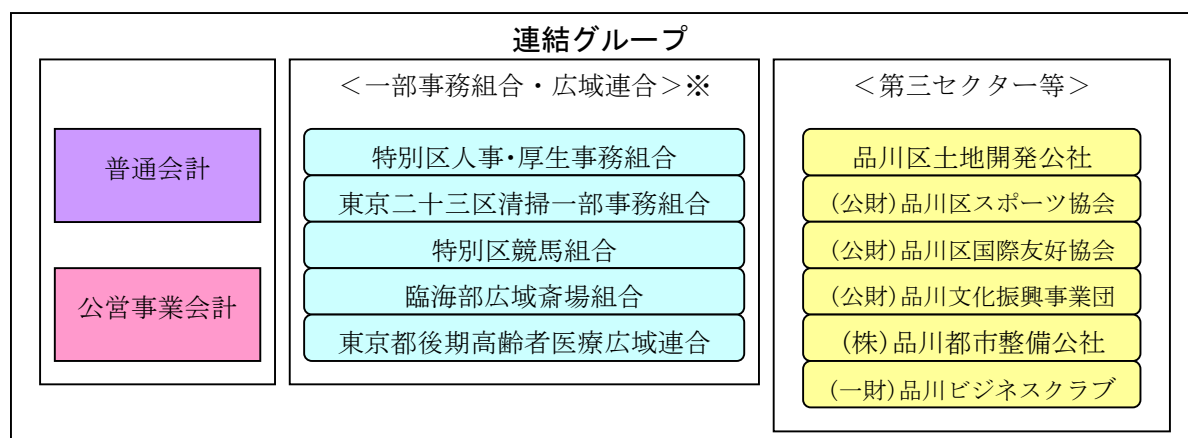 連結グループ
普通会計
公営事業会計
＜一部事務組合・広域連合＞※
特別区人事・厚生事務組合
東京二十三区清掃一部事務組合
特別区競馬組合
臨海部広域斎場組合
東京都後期高齢者医療広域連合
＜第三セクター等＞
品川区土地開発公社
(公財)品川区スポーツ協会
(公財)品川区国際友好協会
(公財)品川文化振興事業団
(株)品川都市整備公社
(一財)品川ビジネスクラブ